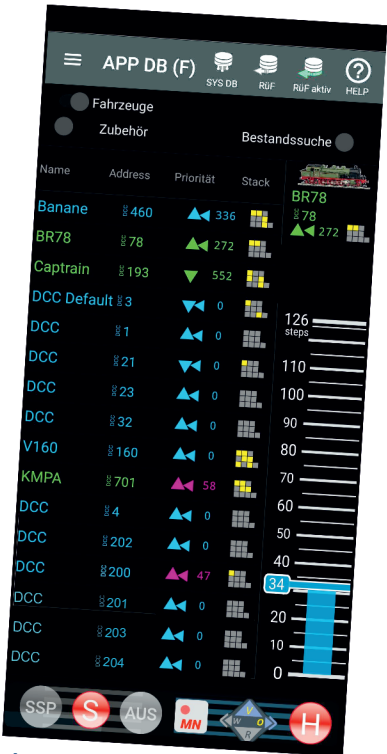 APP DB (F)
SYS DB
RüF
RüF aktiv
HELP
Fahrzeuge
Zubehör
Bestandssuche
Name Address Priorität Stack
BR78
DCC 78
272
Banane DCC 460 336
BR78 DCC 78 272
Captrain DCC 193 552
DCC Default DCC 3 0
DCC DCC 1 0
DCC DCC 21 0
DCC DCC 23 0
DCC DCC 32 0
V160 DCC 160 0
KMPA DCC 701 58
DCC DCC 4 0
DCC DCC 202 0
DCC DCC 200 47
DCC DCC 201 0
DCC DCC 203 0
DCC DCC 204 0
126
steps
110
100
90
80
70
60
50
40
34
20
10
0
SSP S AUS MN V W O R H